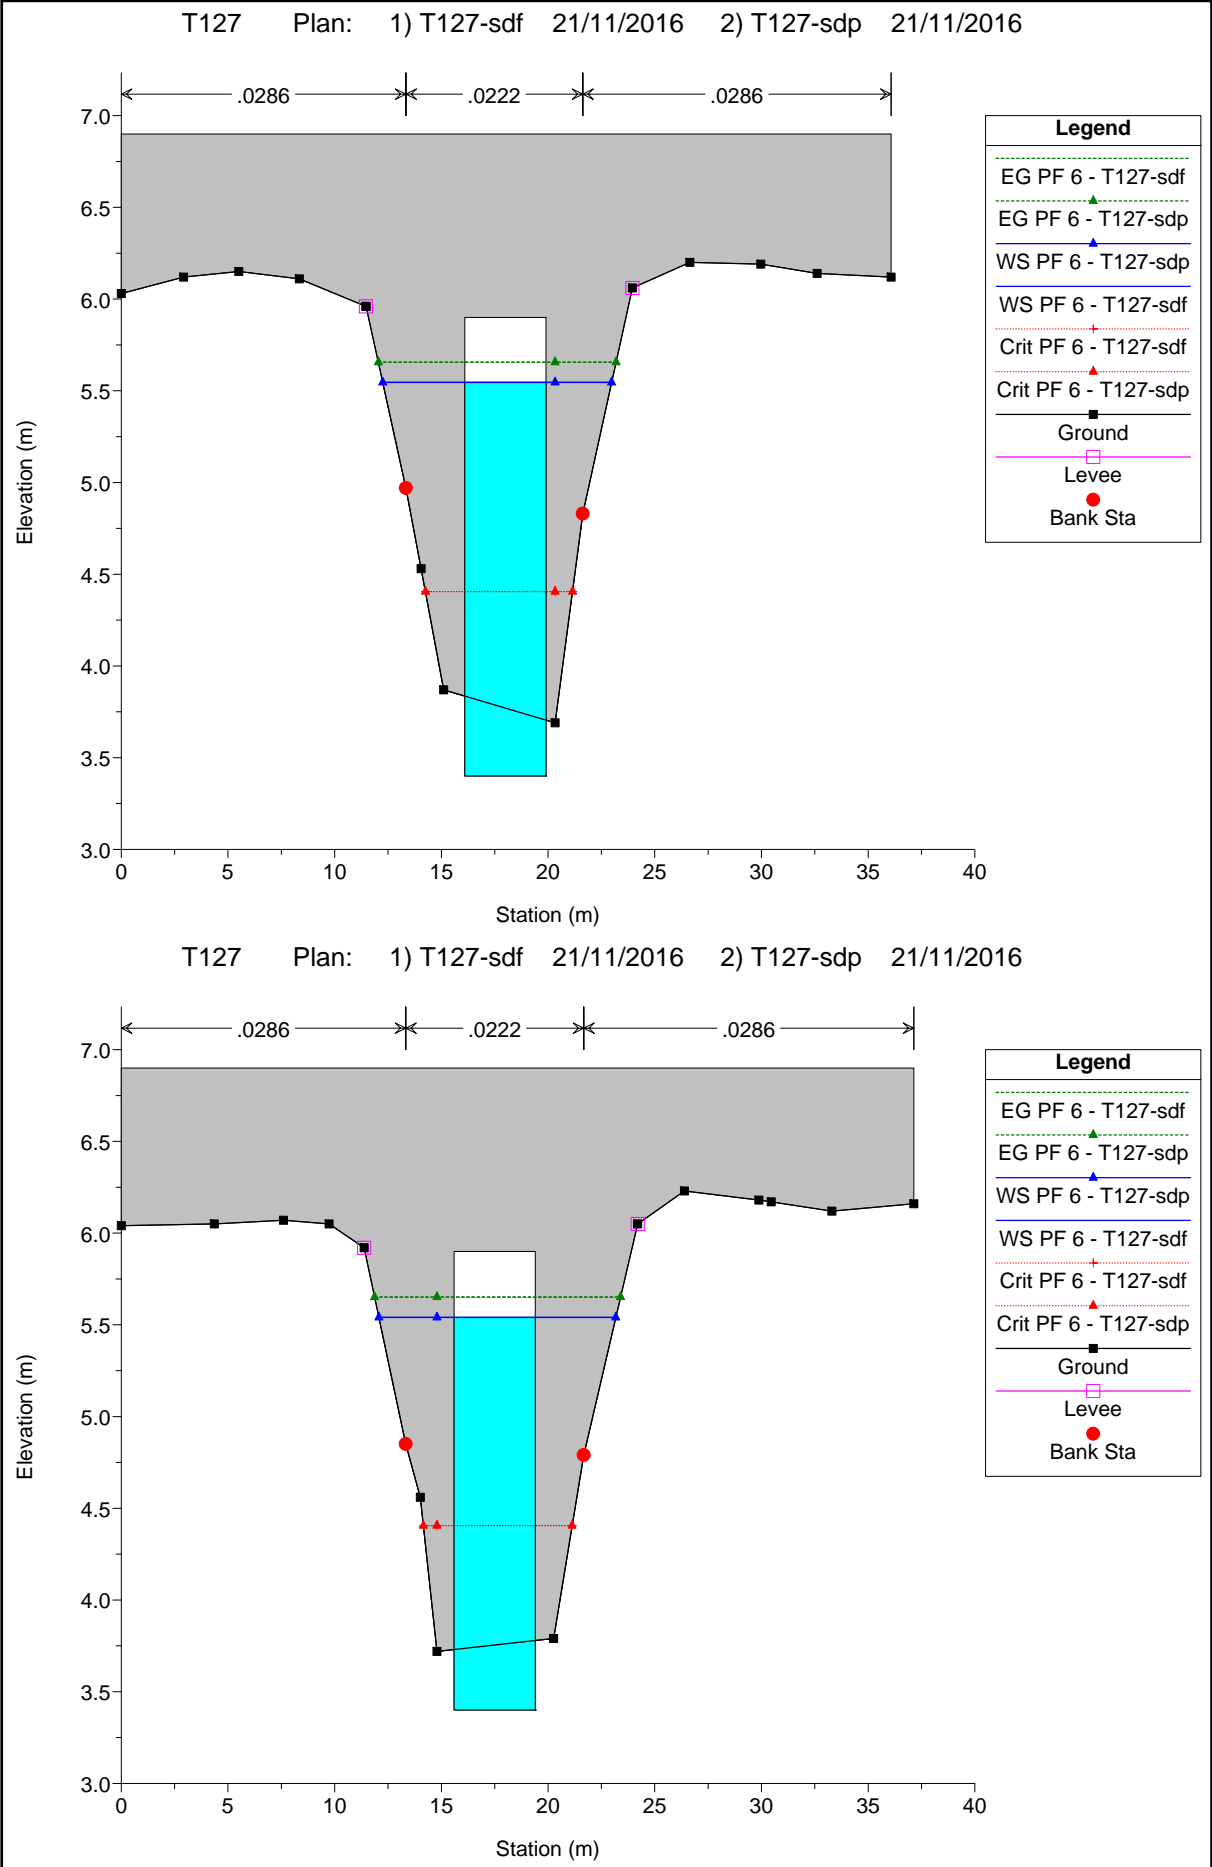 T127 Plan: 1) T127-sdf 21/11/2016 2) T127-sdp 21/11/2016
.0286 .0222 .0286
7.0
6.5
6.0
5.5
5.0
4.5
4.0
3.5
3.0
Elevation (m)
0 5 10 15 20 25 30 35 40
Station (m)
Legend
EG PF 6 - T127-sdf
EG PF 6 - T127-sdp
WS PF 6 - T127-sdp
WS PF 6 - T127-sdf
Crit PF 6 - T127-sdf
Crit PF 6 - T127-sdp
Ground
Levee
Bank Sta
T127 Plan: 1) T127-sdf 21/11/2016 2) T127-sdp 21/11/2016
.0286 .0222 .0286
7.0
6.5
6.0
5.5
5.0
4.5
4.0
3.5
3.0
Elevation (m)
0 5 10 15 20 25 30 35 40
Station (m)
Legend
EG PF 6 - T127-sdf
EG PF 6 - T127-sdp
WS PF 6 - T127-sdp
WS PF 6 - T127-sdf
Crit PF 6 - T127-sdf
Crit PF 6 - T127-sdp
Ground
Levee
Bank Sta